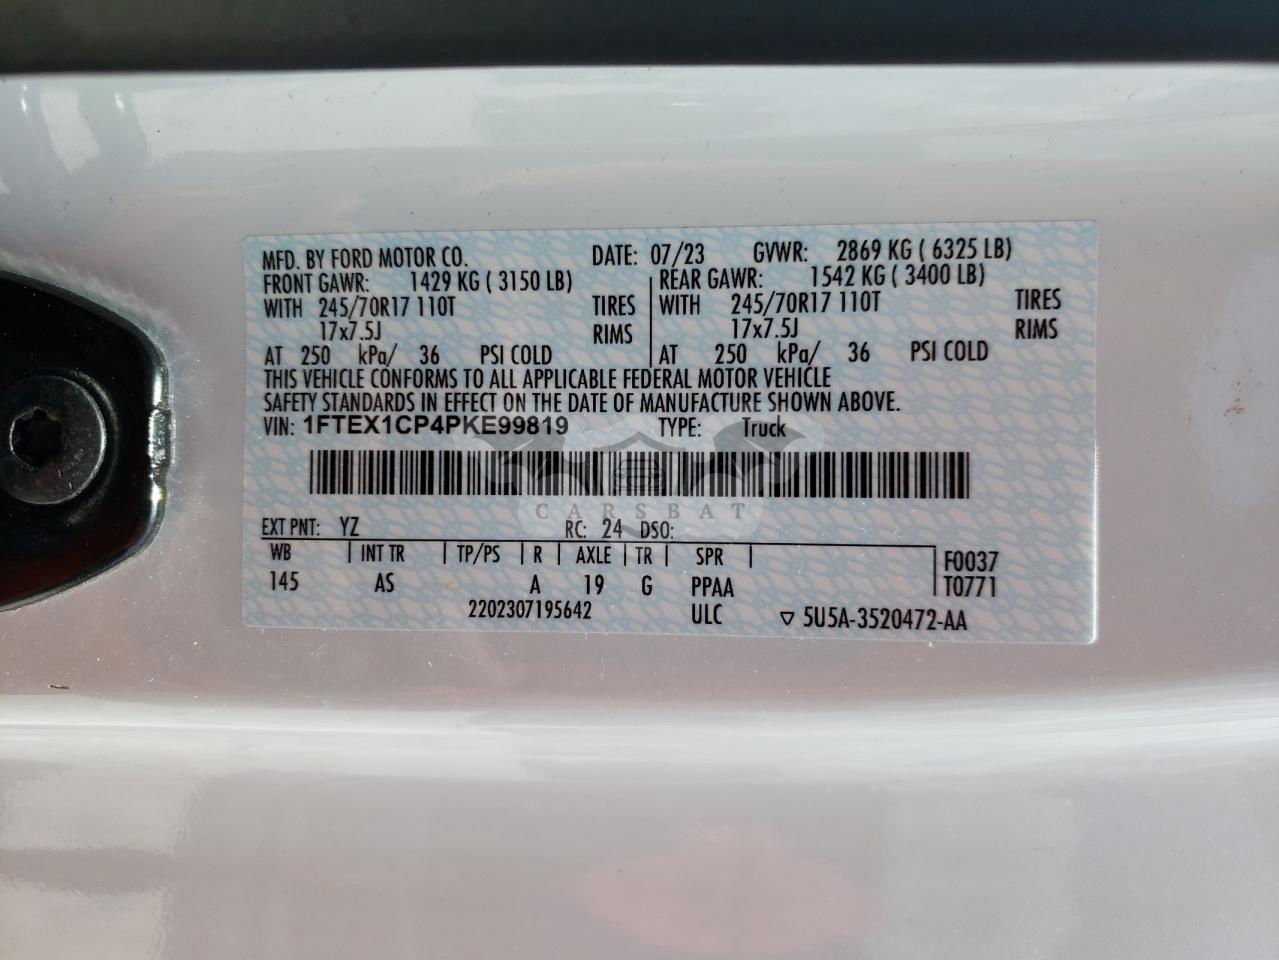 MFD. BY FORD MOTOR CO. DATE: 07/23 GVWR: 2869 KG ( 6325 LB)
FRONT GAWR: 1429 KG ( 3150 LB) REAR GAWR: 1542 KG ( 3400 LB)
WITH 245/70R17 110T TIRES WITH 245/70R17 110T TIRES
17x7.5J RIMS 17x7.5J RIMS
AT 250 kPa/ 36 PSI COLD AT 250 kPa/ 36 PSI COLD
THIS VEHICLE CONFORMS TO ALL APPLICABLE FEDERAL MOTOR VEHICLE
SAFETY STANDARDS IN EFFECT ON THE DATE OF MANUFACTURE SHOWN ABOVE.
VIN: 1FTEX1CP4PKE99819 TYPE: Truck
CARSBAT
EXT PNT: YZ RC: 24 DSO:
WB INT TR TP/PS R AXLE TR SPR F0037
145 AS A 19 G PPAA T0771
2202307195642 ULC ▽ 5U5A-3520472-AA